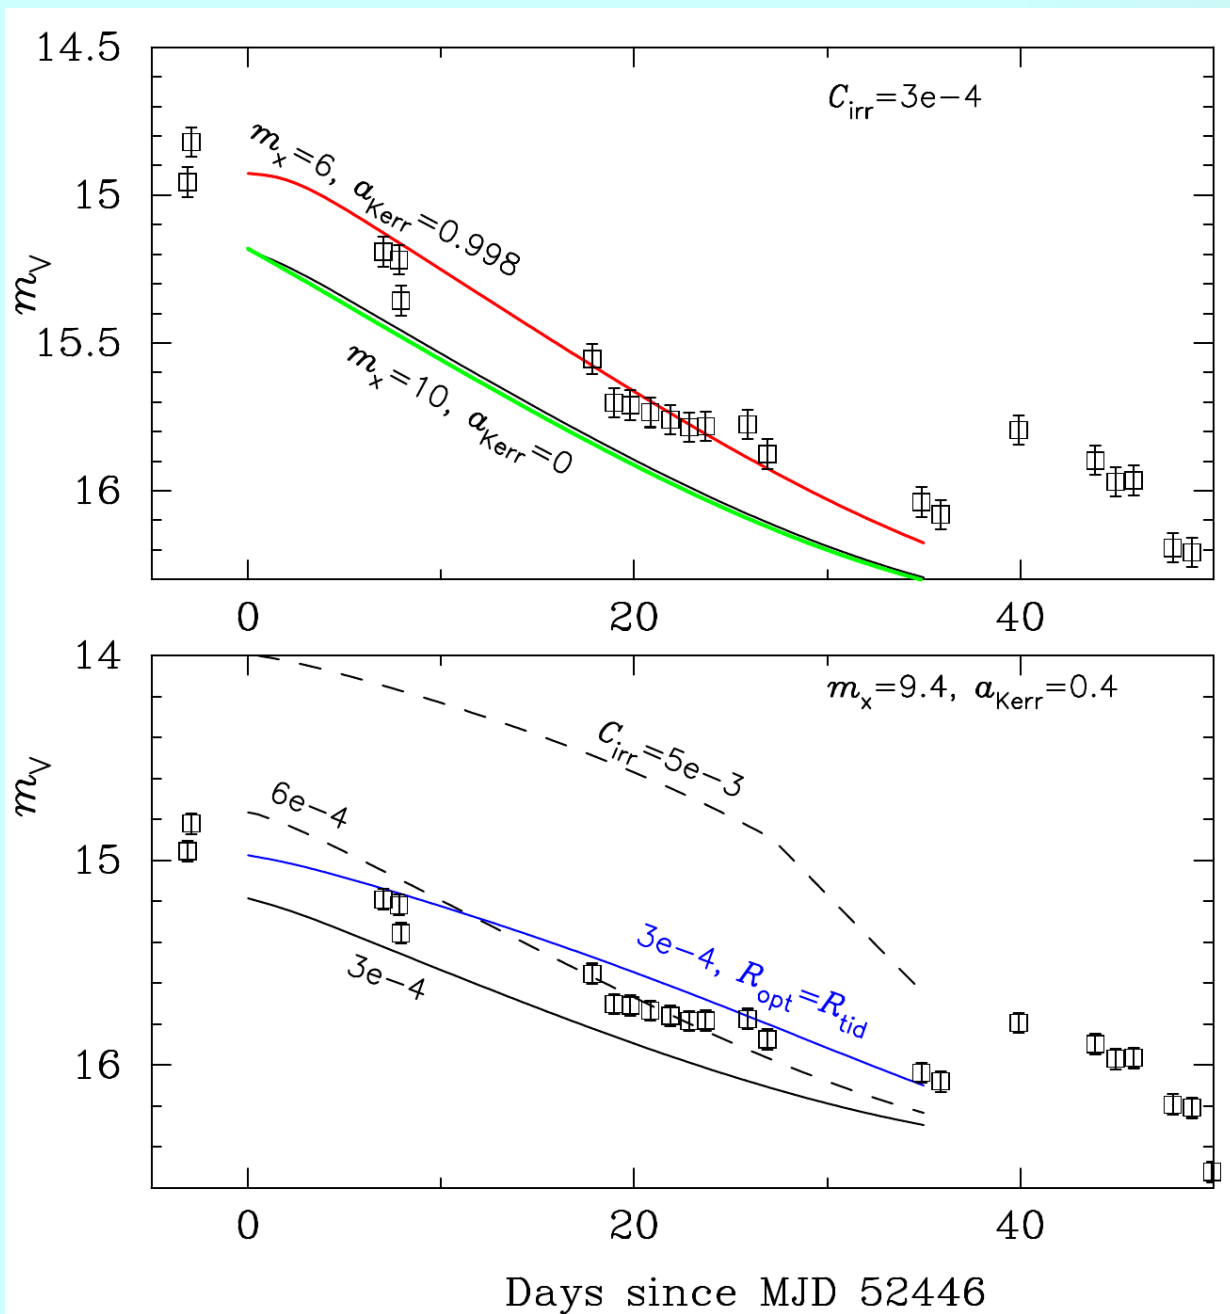 14.5
C_irr=3e−4
m_x=6, a_Kerr=0.998
15
m_V
15.5
m_x=10, a_Kerr=0
16
0 20 40
14
m_x=9.4, a_Kerr=0.4
C_irr=5e−3
m_V
6e−4
15
3e−4, R_opt=R_tid
3e−4
16
0 20 40
Days since MJD 52446